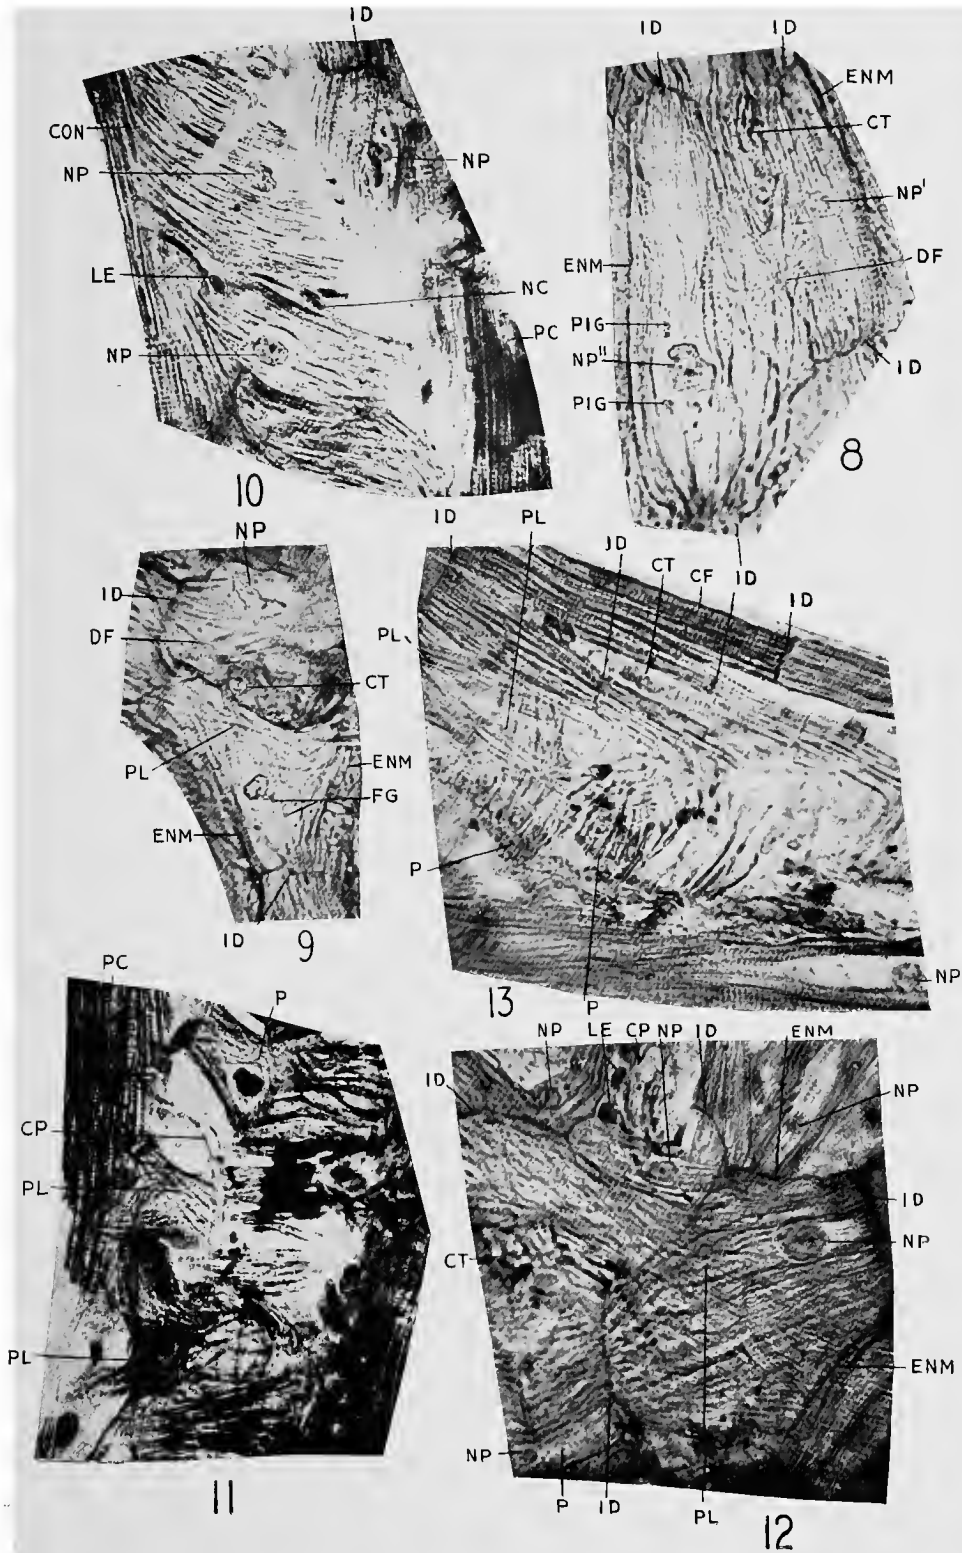 ID
CON
NP
NP
LE
NC
NP
PC
10
ID
ID
ENM
CT
NP'
DF
ENM
PIG
NP"
PIG
ID
8
ID
NP
ID
DF
CT
PL
ENM
FG
ENM
ID
9
ID
PL
ID
CT
CF
ID
ID
PL
P
P
NP
13
PC
P
CP
PL
PL
11
NP
LE
CP
NP
ID
ENM
ID
NP
ID
NP
CT
ENM
NP
P
ID
PL
12